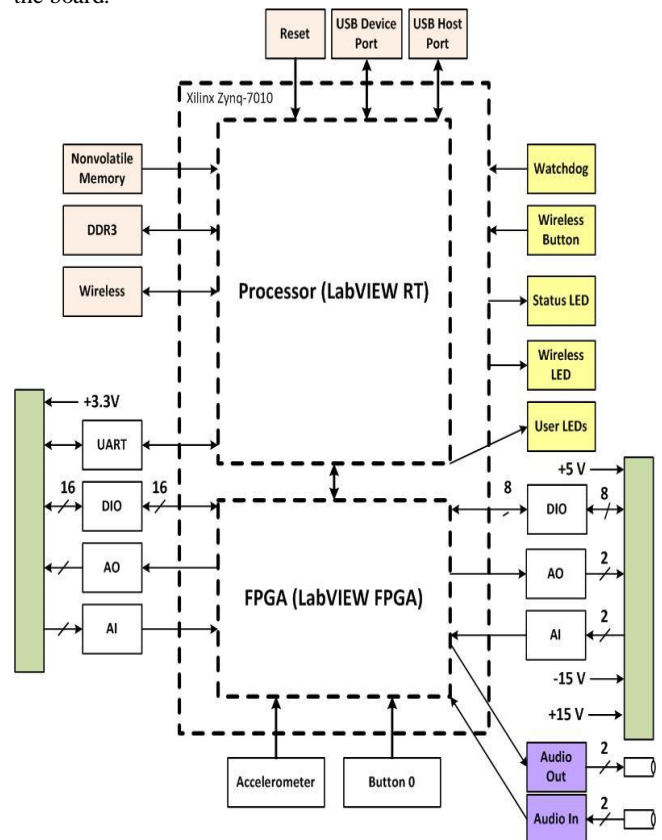 the board.
Reset
USB Device
Port
USB Host
Port
Xilinx Zynq-7010
Nonvolatile
Memory
DDR3
Wireless
Processor (LabVIEW RT)
Watchdog
Wireless
Button
Status LED
Wireless
LED
User LEDs
+3.3V
UART
16
DIO
16
AO
AI
FPGA (LabVIEW FPGA)
+5 V
8
DIO
8
AO
2
AI
2
-15 V
+15 V
Accelerometer
Button 0
Audio
Out
2
Audio In
2